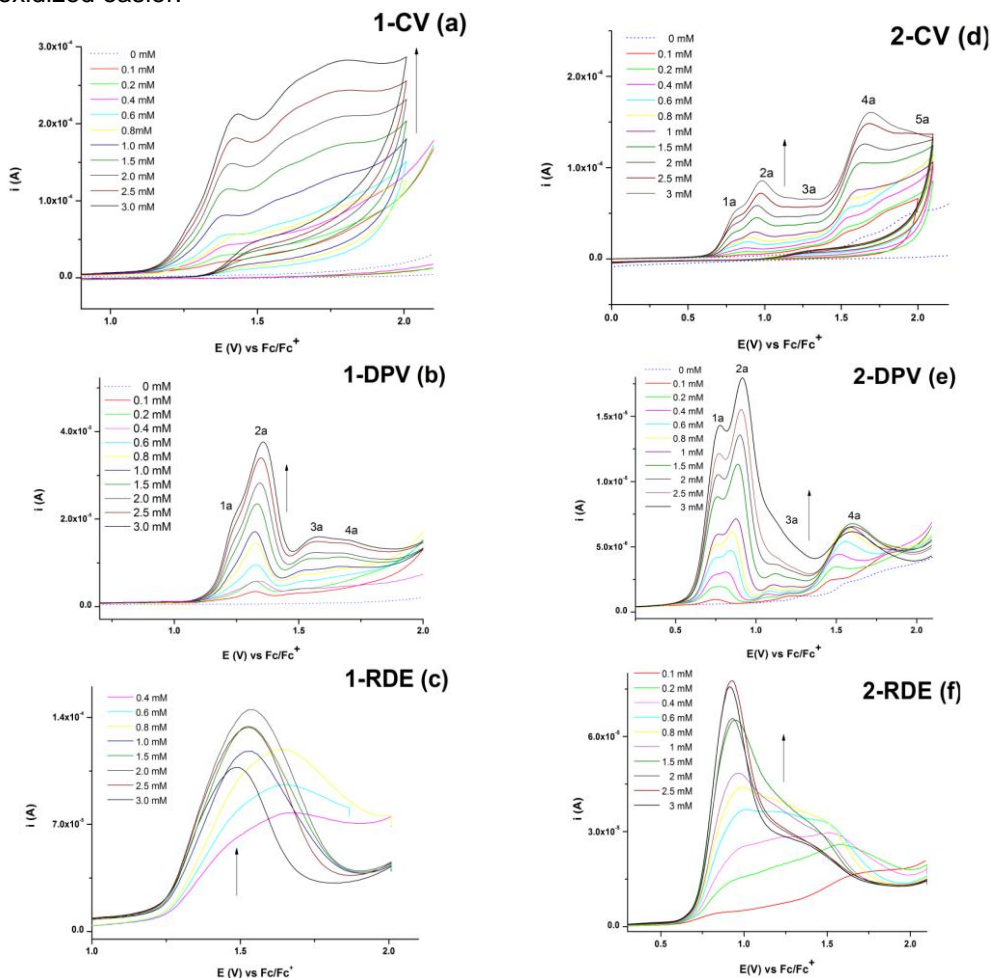 oxidized easier.
1-CV (a)
3.0x10⁻⁴
2.0x10⁻⁴
1.0x10⁻⁴
0.0
0 mM
0.1 mM
0.2 mM
0.4 mM
0.6 mM
0.8mM
1.0 mM
1.5 mM
2.0 mM
2.5 mM
3.0 mM
i (A)
1.0
1.5
2.0
E (V) vs Fc/Fc⁺
2-CV (d)
2.0x10⁻⁴
1.0x10⁻⁴
0.0
0 mM
0.1 mM
0.2 mM
0.4 mM
0.6 mM
0.8 mM
1 mM
1.5 mM
2 mM
2.5 mM
3 mM
1a
2a
3a
4a
5a
i (A)
0.0
0.5
1.0
1.5
2.0
E(V) vs Fc/Fc⁺
1-DPV (b)
4.0x10⁻⁵
2.0x10⁻⁵
0.0
0 mM
0.1 mM
0.2 mM
0.4 mM
0.6 mM
0.8 mM
1.0 mM
1.5 mM
2.0 mM
2.5 mM
3.0 mM
1a
2a
3a
4a
i (A)
1.0
1.5
2.0
E (V) vs Fc/Fc⁺
2-DPV (e)
1.5x10⁻⁵
1.0x10⁻⁵
5.0x10⁻⁶
0.0
0 mM
0.1 mM
0.2 mM
0.4 mM
0.6 mM
0.8 mM
1 mM
1.5 mM
2 mM
2.5 mM
3 mM
1a
2a
3a
4a
i (A)
0.5
1.0
1.5
2.0
E(V) vs Fc/Fc⁺
1-RDE (c)
1.4x10⁻⁴
7.0x10⁻⁵
0.0
0.4 mM
0.6 mM
0.8 mM
1.0 mM
1.5 mM
2.0 mM
2.5 mM
3.0 mM
i (A)
1.0
1.5
2.0
E (V) vs Fc/Fc⁺
2-RDE (f)
6.0x10⁻⁵
3.0x10⁻⁵
0.0
0.1 mM
0.2 mM
0.4 mM
0.6 mM
0.8 mM
1 mM
1.5 mM
2 mM
2.5 mM
3 mM
i (A)
0.5
1.0
1.5
2.0
E (V) vs Fc/Fc⁺